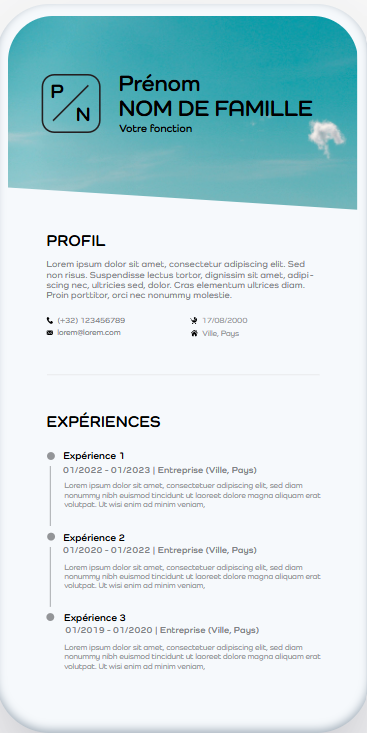 P
N
Prénom
NOM DE FAMILLE
Votre fonction
PROFIL
Lorem ipsum dolor sit amet, consectetur adipiscing elit. Sed
non risus. Suspendisse lectus tortor, dignissim sit amet, adipi-
scing nec, ultricies sed, dolor. Cras elementum ultrices diam.
Proin porttitor, orci nec nonummy molestie.
(+32) 123456789
17/08/2000
lorem@lorem.com
Ville, Pays
EXPÉRIENCES
Expérience 1
01/2022 - 01/2023 | Entreprise (Ville, Pays)
Lorem ipsum dolor sit amet, consectetuer adipiscing elit, sed diam
nonummy nibh euismod tincidunt ut laoreet dolore magna aliquam erat
volutpat. Ut wisi enim ad minim veniam,
Expérience 2
01/2020 - 01/2022 | Entreprise (Ville, Pays)
Lorem ipsum dolor sit amet, consectetuer adipiscing elit, sed diam
nonummy nibh euismod tincidunt ut laoreet dolore magna aliquam erat
volutpat. Ut wisi enim ad minim veniam,
Expérience 3
01/2019 - 01/2020 | Entreprise (Ville, Pays)
Lorem ipsum dolor sit amet, consectetuer adipiscing elit, sed diam
nonummy nibh euismod tincidunt ut laoreet dolore magna aliquam erat
volutpat. Ut wisi enim ad minim veniam,